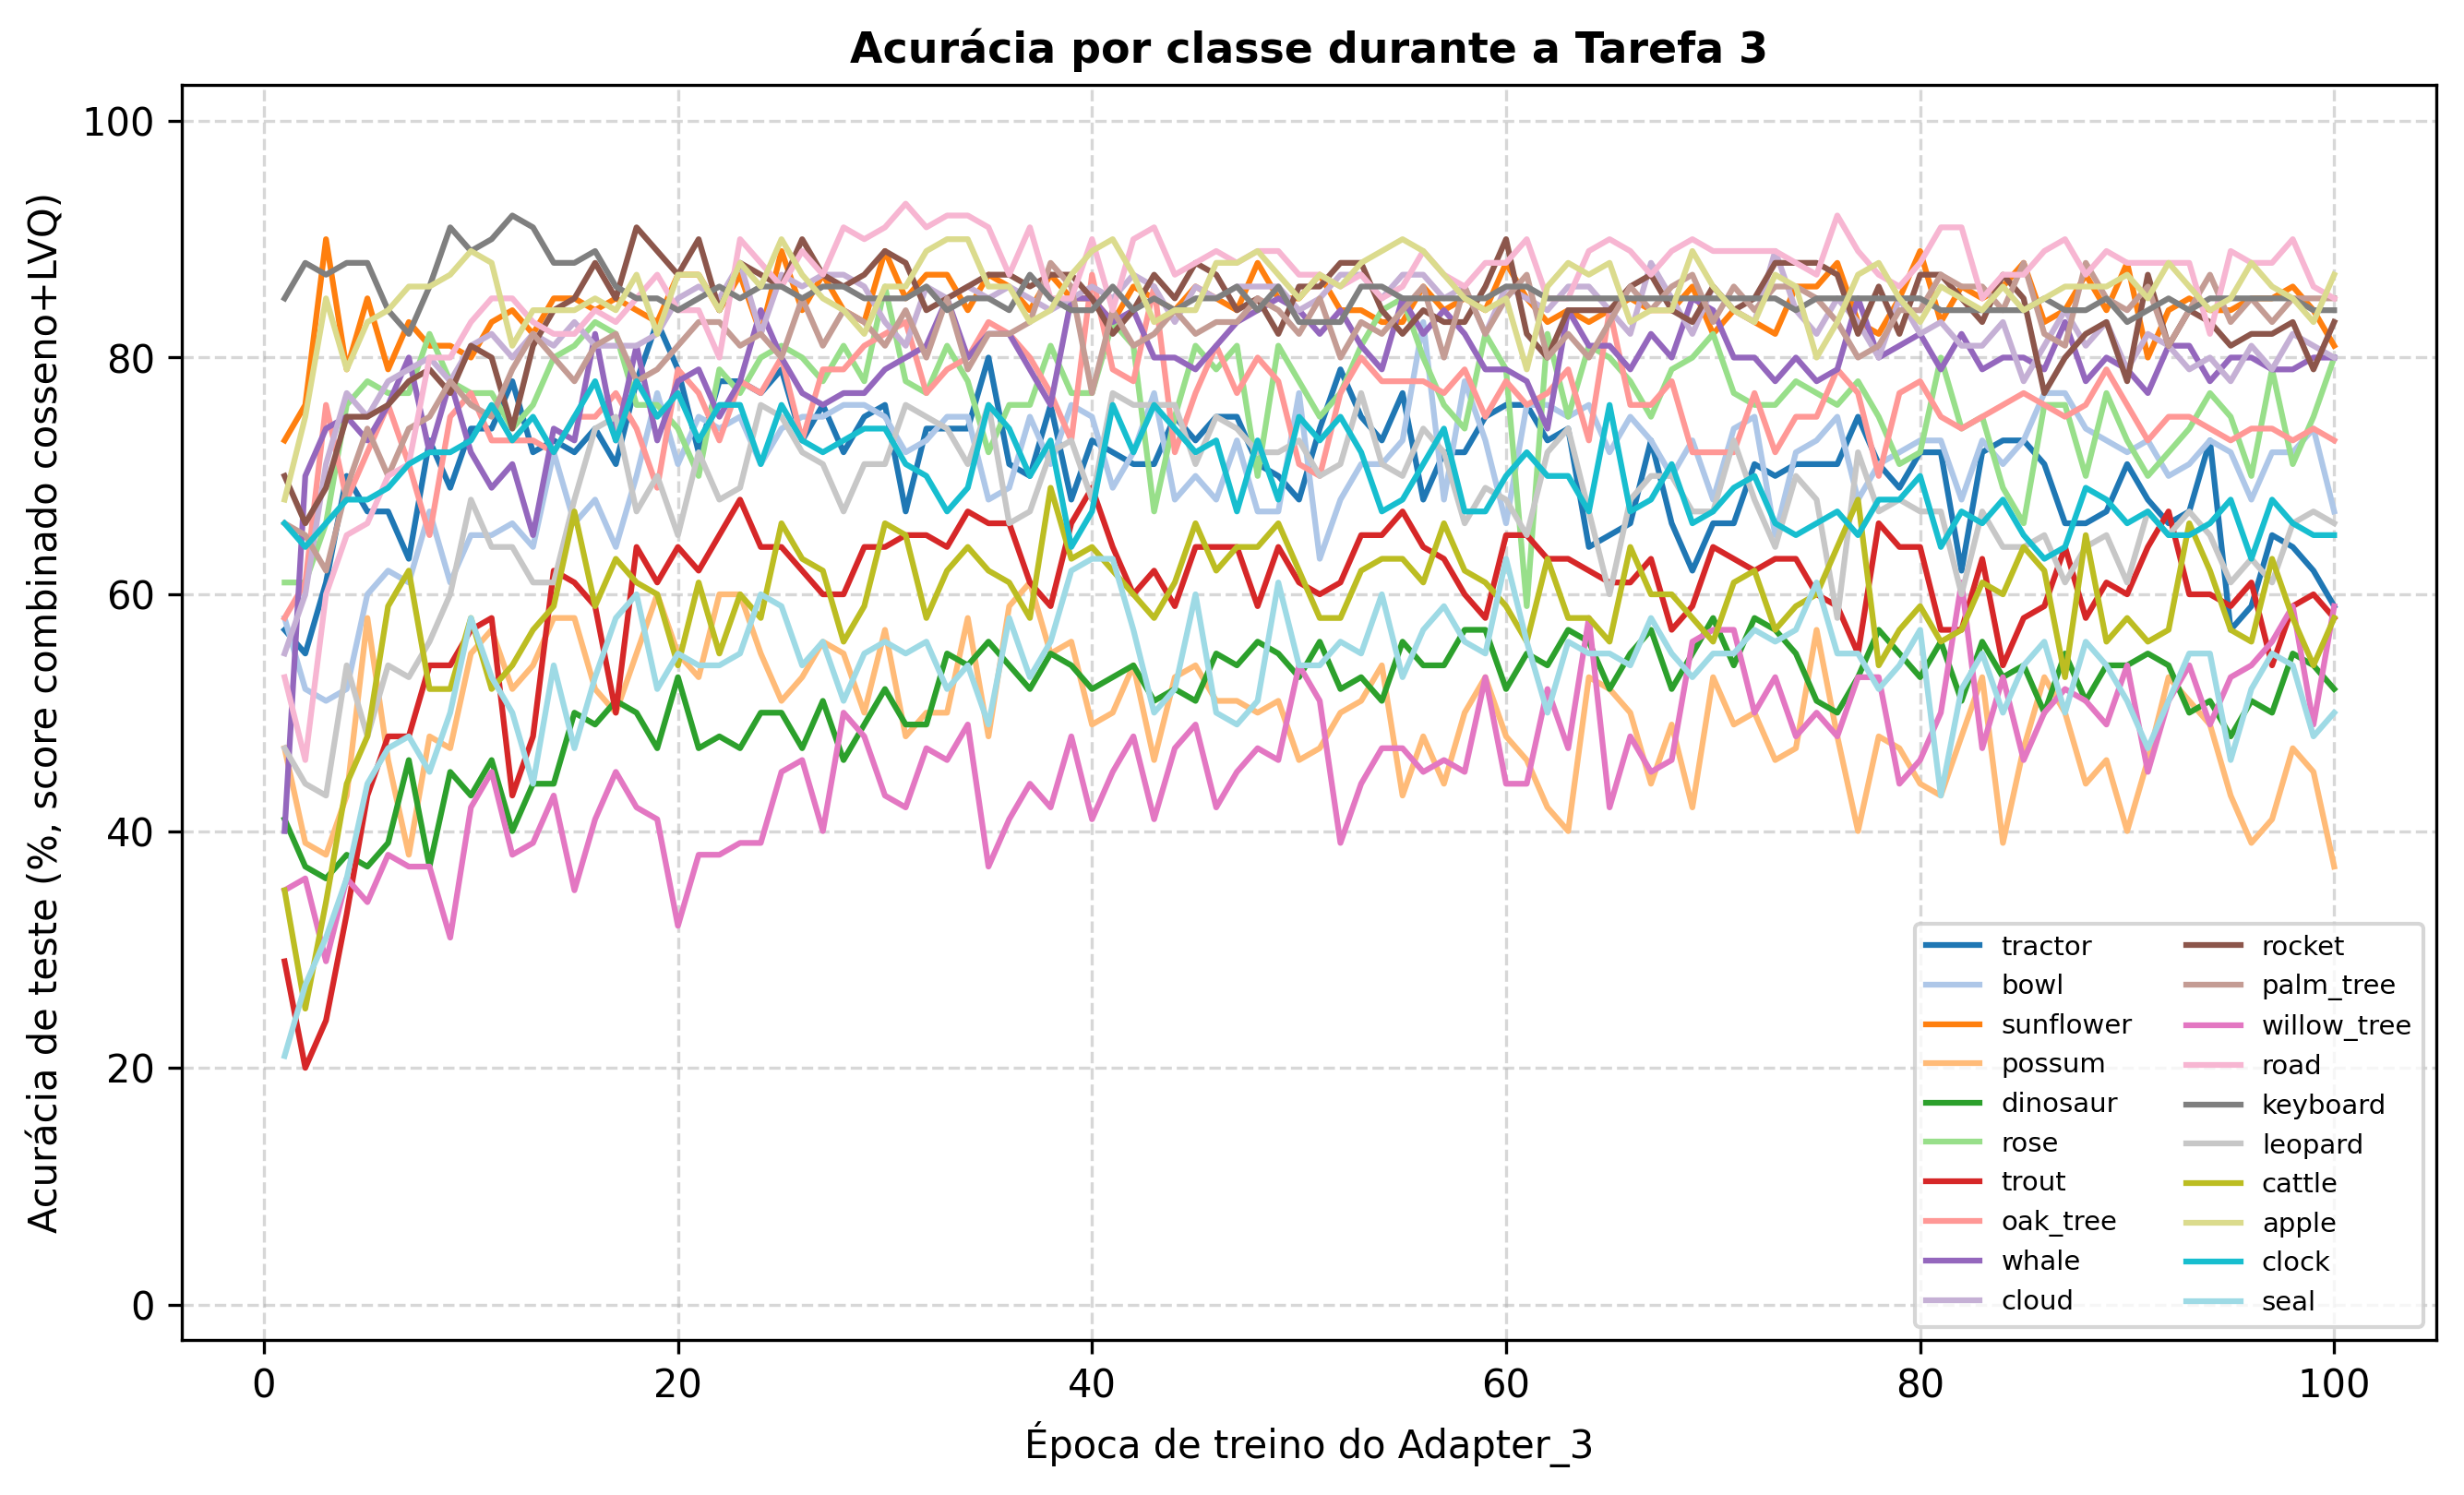 Acurácia por classe durante a Tarefa 3
Acurácia de teste (%, score combinado cosseno+LVQ)
100
80
60
40
20
0
0 20 40 60 80 100
Época de treino do Adapter_3
tractor
bowl
sunflower
possum
dinosaur
rose
trout
oak_tree
whale
cloud
rocket
palm_tree
willow_tree
road
keyboard
leopard
cattle
apple
clock
seal